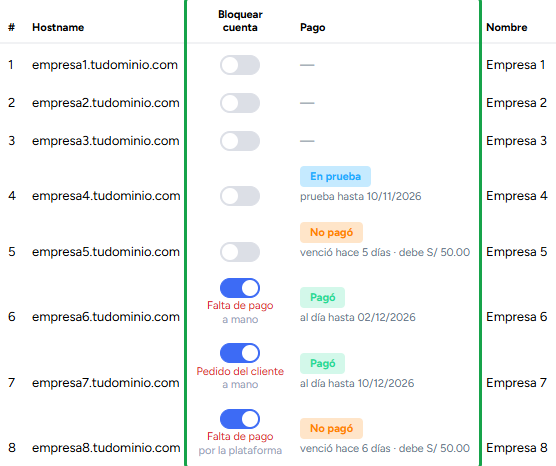 # Hostname Bloquear cuenta Pago Nombre
1 empresa1.tudominio.com — Empresa 1
2 empresa2.tudominio.com — Empresa 2
3 empresa3.tudominio.com — Empresa 3
En prueba
4 empresa4.tudominio.com prueba hasta 10/11/2026 Empresa 4
No pagó
5 empresa5.tudominio.com venció hace 5 días · debe S/ 50.00 Empresa 5
Pagó
Falta de pago
6 empresa6.tudominio.com a mano al día hasta 02/12/2026 Empresa 6
Pagó
Pedido del cliente
7 empresa7.tudominio.com a mano al día hasta 10/12/2026 Empresa 7
No pagó
Falta de pago
8 empresa8.tudominio.com por la plataforma venció hace 6 días · debe S/ 50.00 Empresa 8